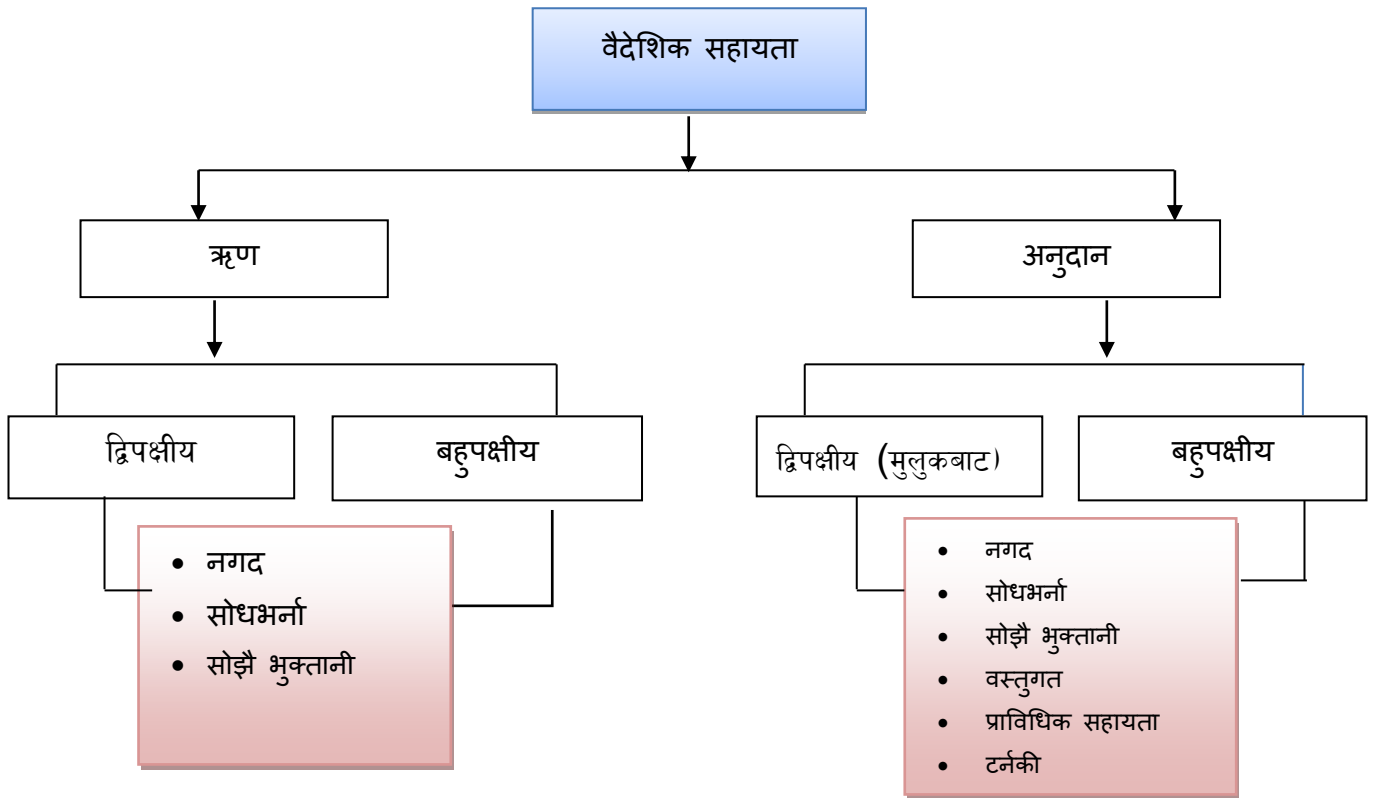 वैदेशिक सहायता
ऋण
अनुदान
द्विपक्षीय
बहुपक्षीय
द्विपक्षीय (मुलुकबाट)
बहुपक्षीय
• नगद
• सोधभर्ना
• सोझै भुक्तानी
• नगद
• सोधभर्ना
• सोझै भुक्तानी
• वस्तुगत
• प्राविधिक सहायता
• टर्नकी